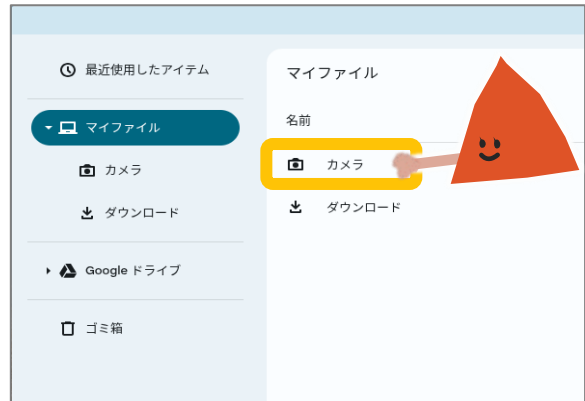 最近使用したアイテム
マイファイル
カメラ
ダウンロード
Google ドライブ
ゴミ箱
マイファイル
名前
カメラ
ダウンロード